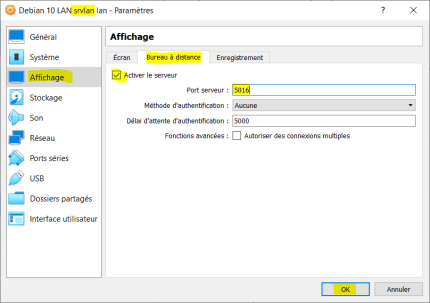 Debian 10 LAN srvlan lan - Paramètres
?
Général
Système
Affichage
Stockage
Son
Réseau
Ports séries
USB
Dossiers partagés
Interface utilisateur
Affichage
Écran
Bureau à distance
Enregistrement
Activer le serveur
Port serveur : 5016
Méthode d'authentification : Aucune
Délai d'attente d'authentification : 5000
Fonctions avancées : Autoriser des connexions multiples
OK
Annuler